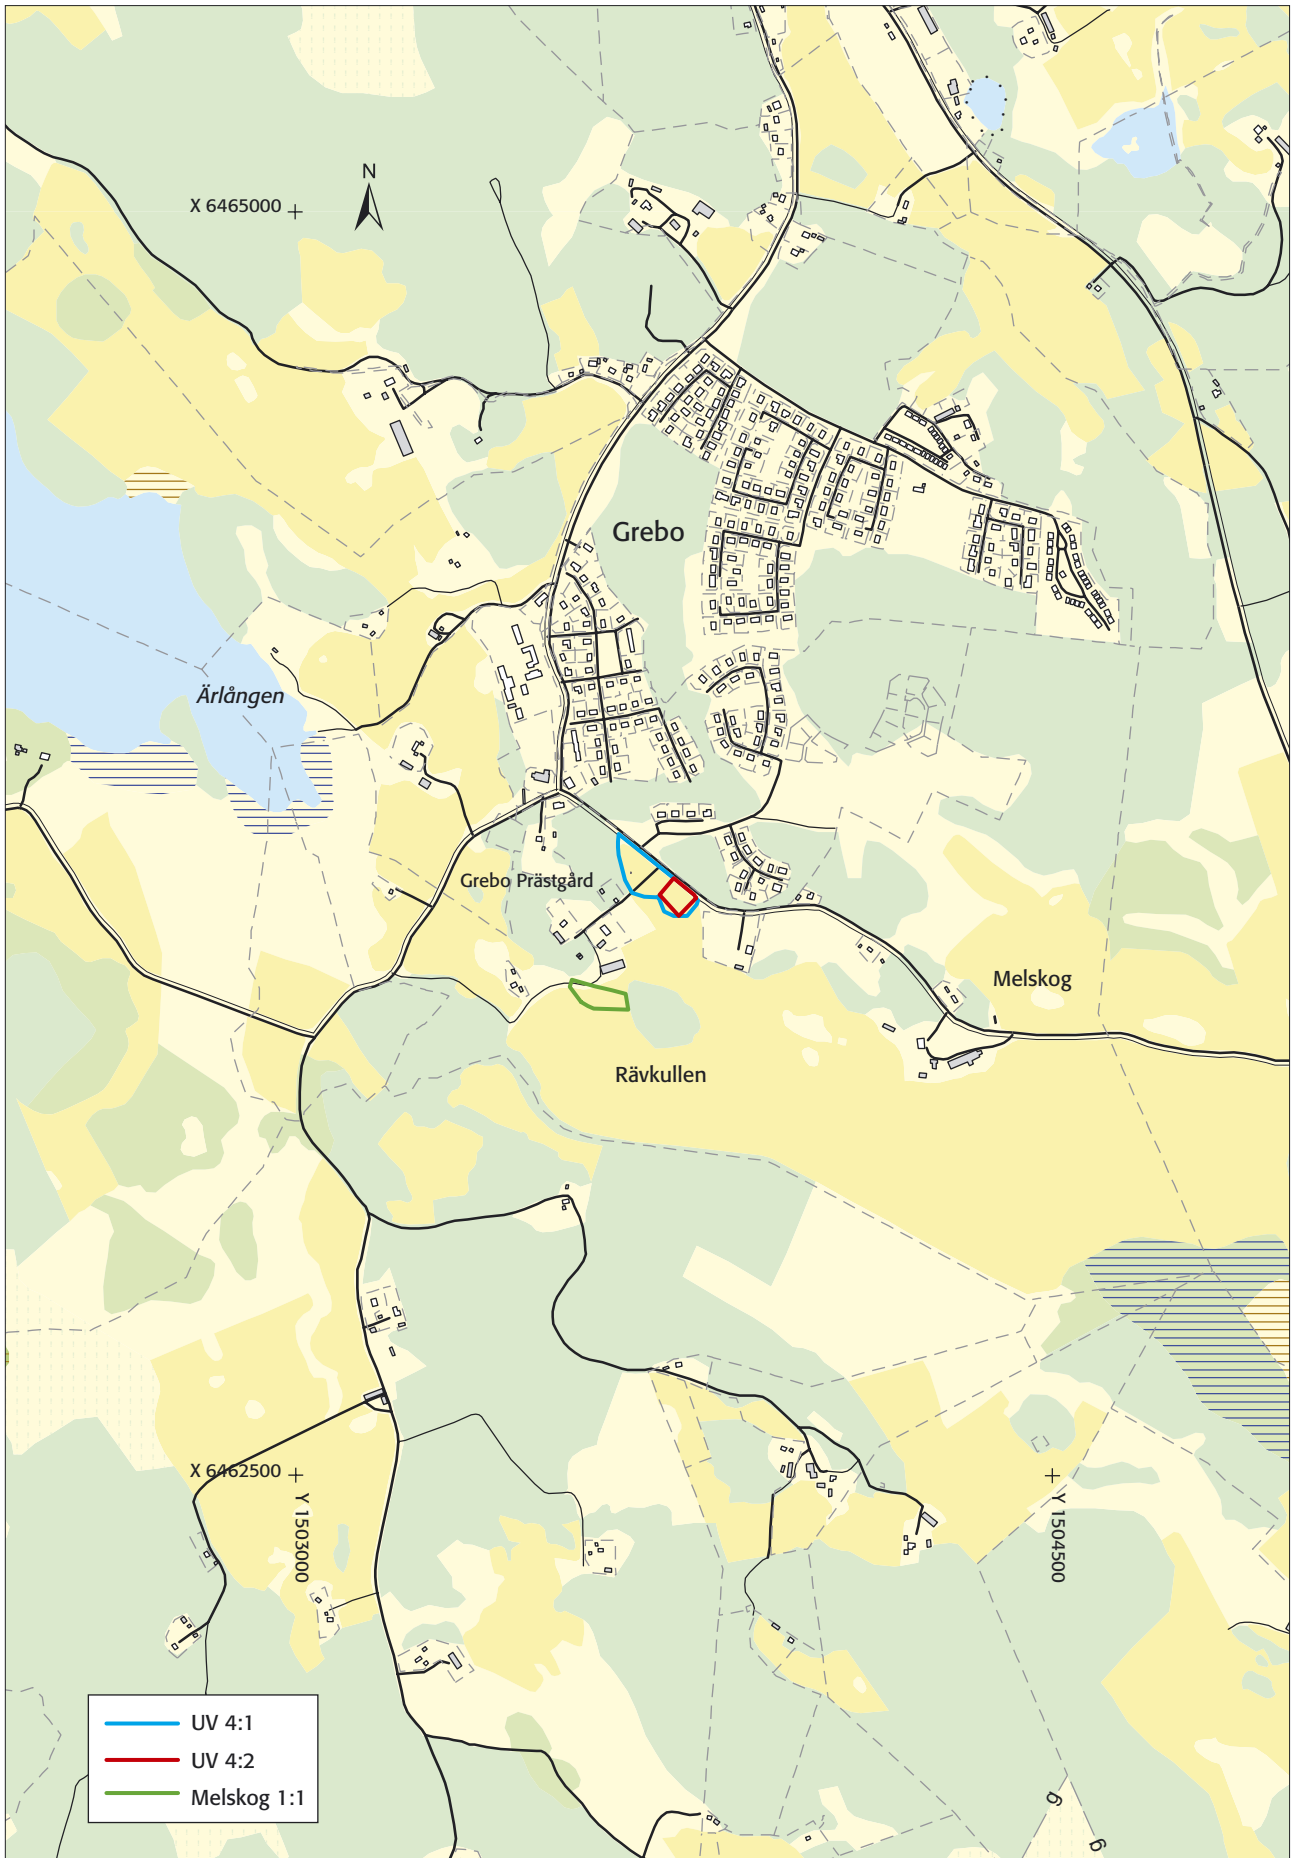 N
X 6465000
Grebo
Ärlången
Grebo Prästgård
Melskog
Rävkullen
X 6462500
Y 1503000
Y 1504500
UV 4:1
UV 4:2
Melskog 1:1
g
g